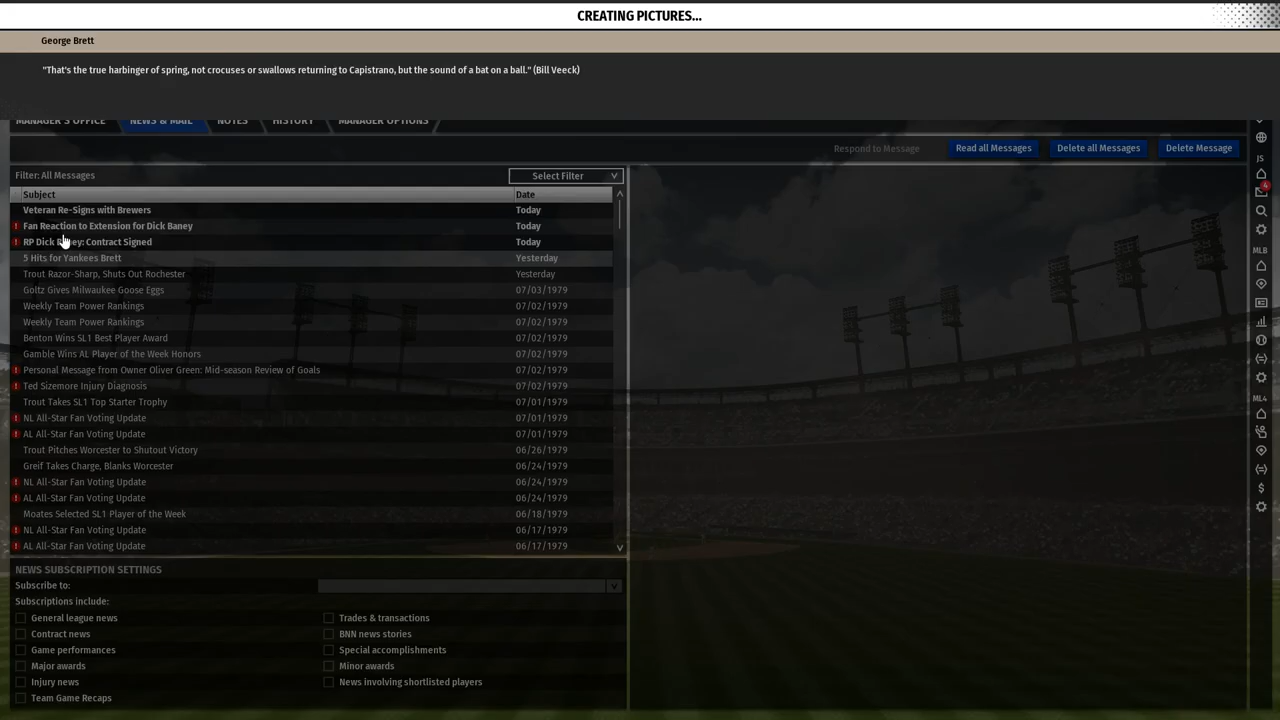 CREATING PICTURES...
George Brett
"That's the true harbinger of spring, not crocuses or swallows returning to Capistrano, but the sound of a bat on a ball." (Bill Veeck)
MANAGER'S OFFICE NEWS & MAIL NOTES HISTORY MANAGER OPTIONS
Respond to Message Read all Messages Delete all Messages Delete Message
Filter: All Messages Select Filter
Subject Date
Veteran Re-Signs with Brewers Today
Fan Reaction to Extension for Dick Baney Today
RP Dick Baney: Contract Signed Today
5 Hits for Yankees Brett Yesterday
Trout Razor-Sharp, Shuts Out Rochester Yesterday
Goltz Gives Milwaukee Goose Eggs 07/03/1979
Weekly Team Power Rankings 07/02/1979
Weekly Team Power Rankings 07/02/1979
Benton Wins SL1 Best Player Award 07/02/1979
Gamble Wins AL Player of the Week Honors 07/02/1979
Personal Message from Owner Oliver Green: Mid-season Review of Goals 07/02/1979
Ted Sizemore Injury Diagnosis 07/02/1979
Trout Takes SL1 Top Starter Trophy 07/01/1979
NL All-Star Fan Voting Update 07/01/1979
AL All-Star Fan Voting Update 07/01/1979
Trout Pitches Worcester to Shutout Victory 06/26/1979
Greif Takes Charge, Blanks Worcester 06/24/1979
NL All-Star Fan Voting Update 06/24/1979
AL All-Star Fan Voting Update 06/24/1979
Moates Selected SL1 Player of the Week 06/18/1979
NL All-Star Fan Voting Update 06/17/1979
AL All-Star Fan Voting Update 06/17/1979
NEWS SUBSCRIPTION SETTINGS
Subscribe to:
Subscriptions include:
General league news Trades & transactions
Contract news BNN news stories
Game performances Special accomplishments
Major awards Minor awards
Injury news News involving shortlisted players
Team Game Recaps
JS
4
MLB
ML4